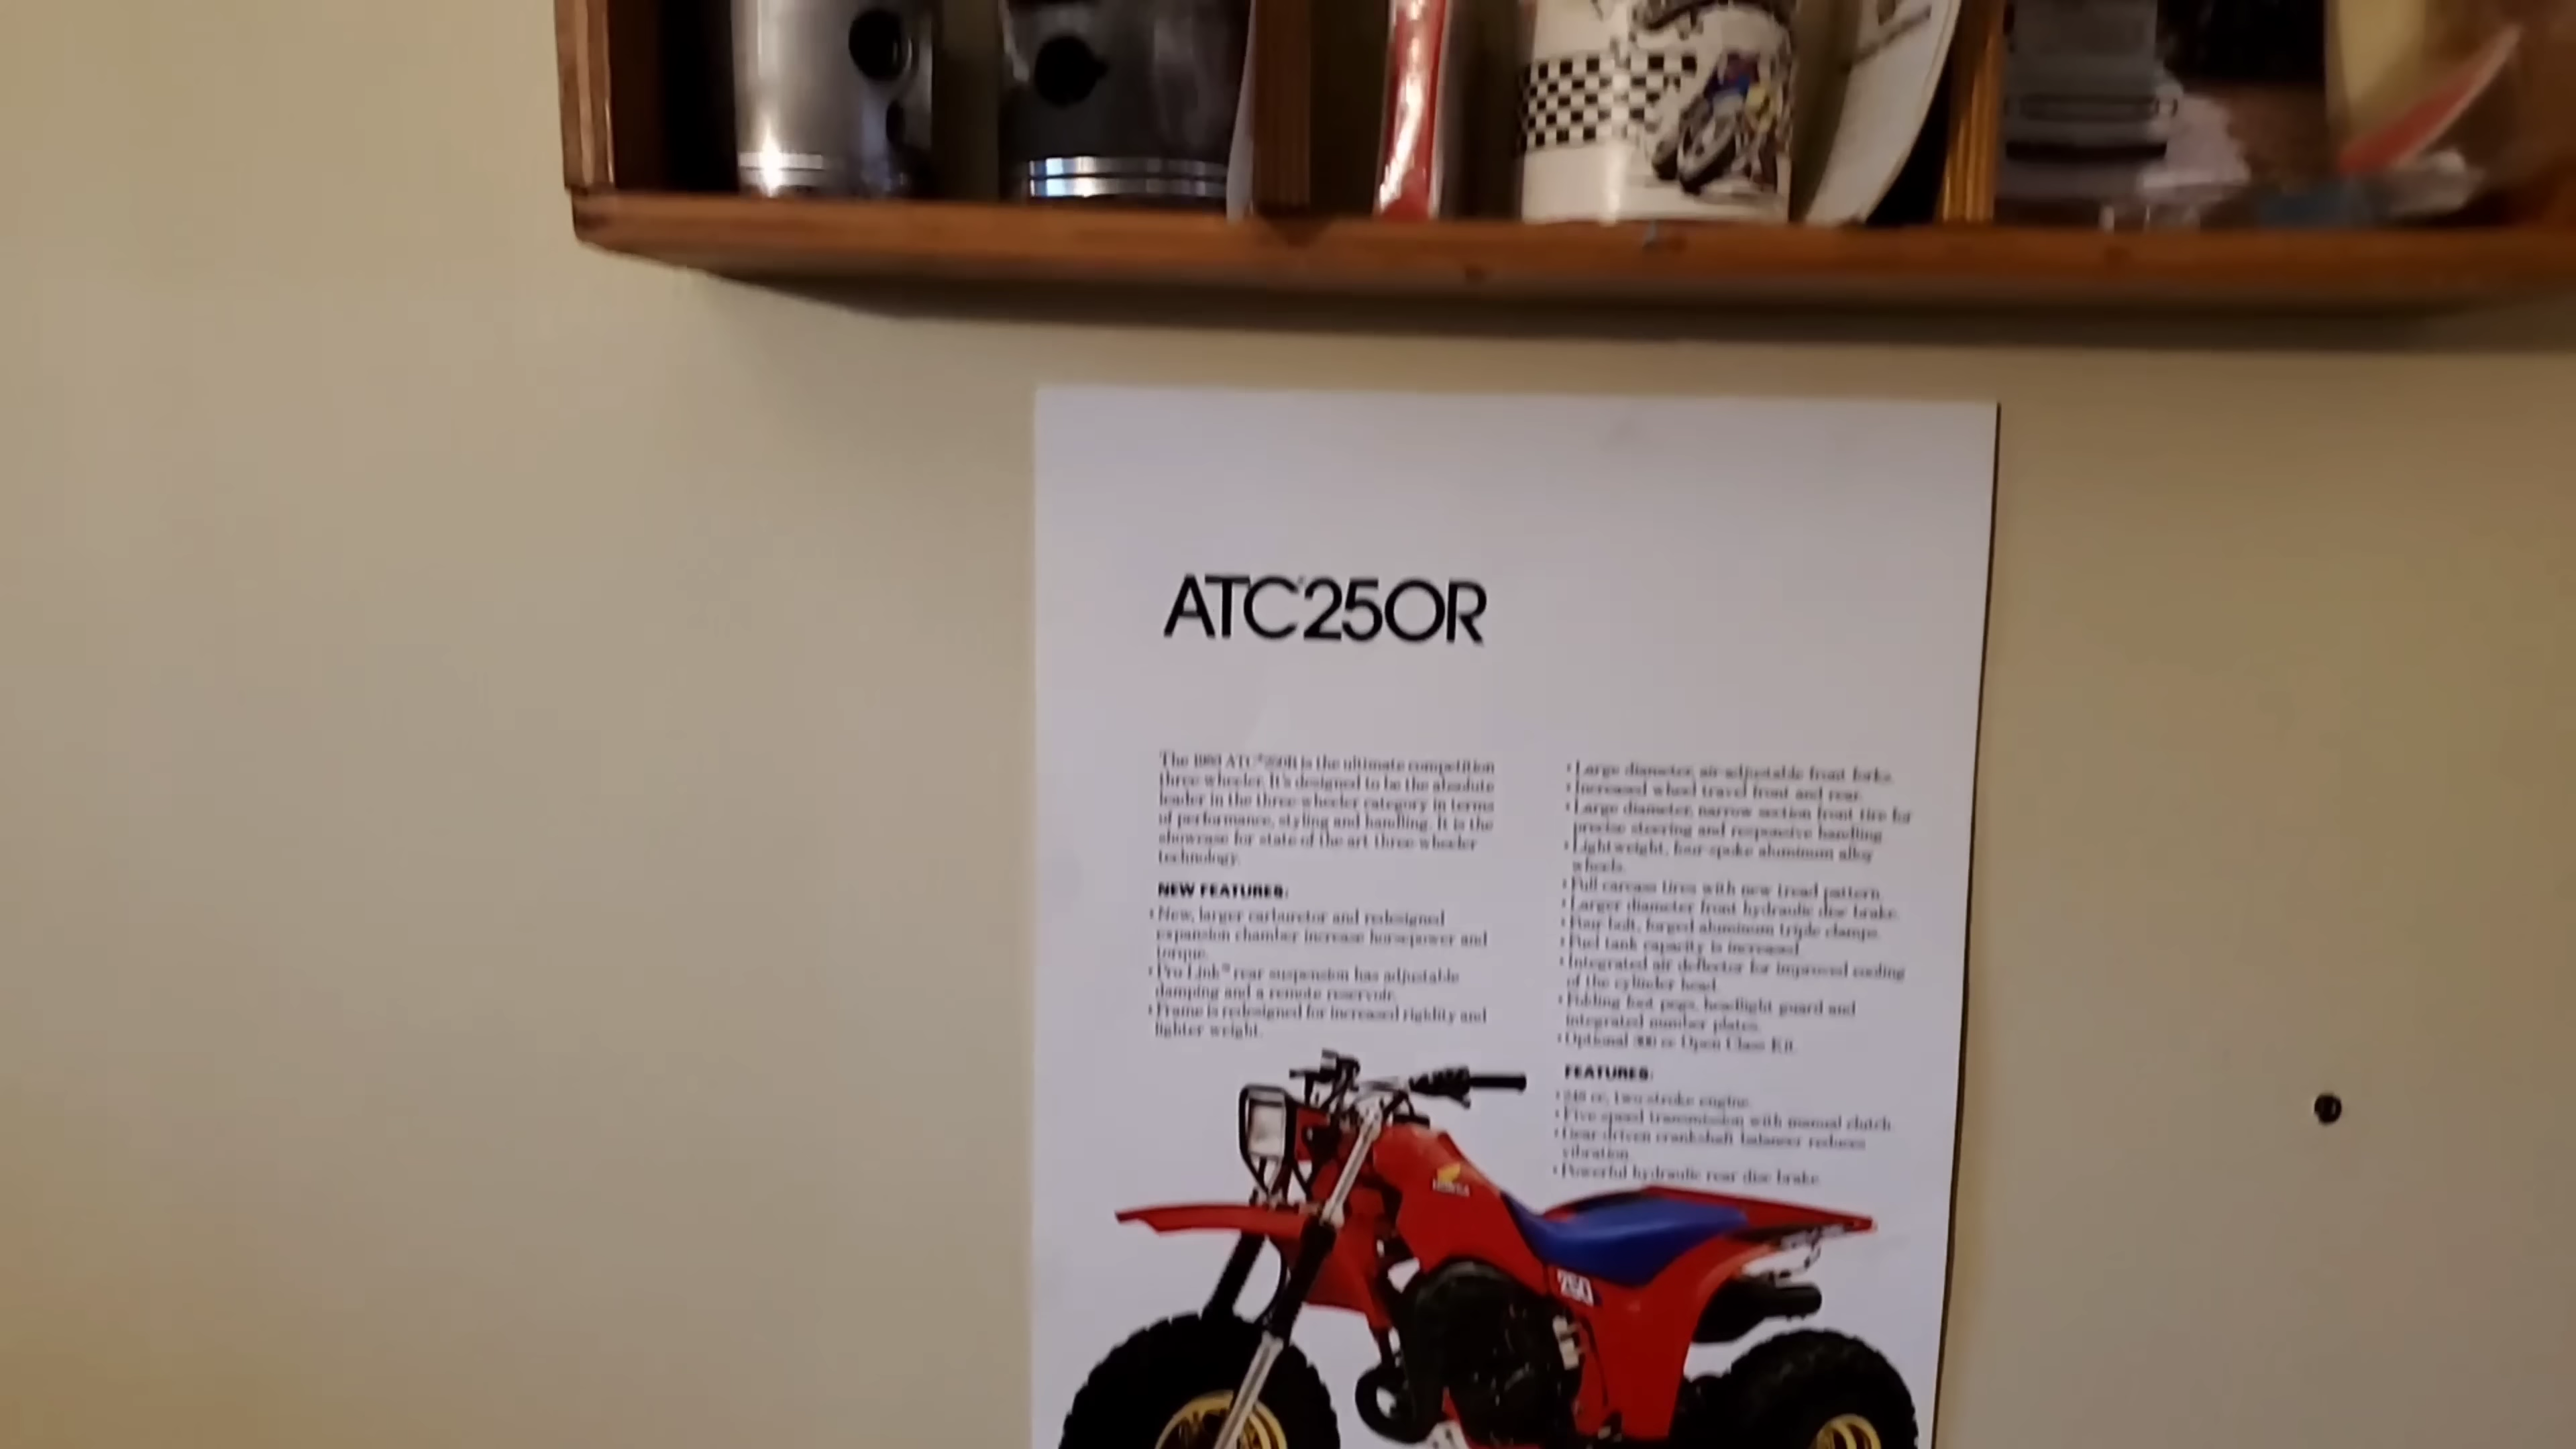 ATC®250R
The ATC®250R is the ultimate competition
three wheeler. It's designed to be the absolute
leader in the three wheeler category in terms
of performance, styling and handling. It is the
showcase for state of the art three wheeler
technology.
NEW FEATURES:
• New, larger carburetor and redesigned
expansion chamber increase horsepower and
torque.
• Pro-Link® rear suspension has adjustable
damping and a remote reservoir.
• Frame is redesigned for increased rigidity and
lighter weight.
• Large diameter, air-adjustable front forks.
• Increased wheel travel front and rear.
• Large diameter, narrow section front tire for
precise steering and responsive handling.
• Lightweight, four-spoke aluminum alloy
wheels.
• Full carcass tires with new tread pattern.
• Larger diameter front hydraulic disc brake.
• Four bolt, forged aluminum triple clamps.
• Fuel tank capacity is increased.
• Integrated air deflector for improved cooling
of the cylinder head.
• Folding foot pegs, headlight guard and
integrated number plates.
• Optional cc Open Class Kit.
FEATURES:
• cc, two-stroke engine.
• Five-speed transmission with manual clutch.
• Gear driven crankshaft balancer reduces
vibration.
• Powerful hydraulic rear disc brake.
HONDA
250